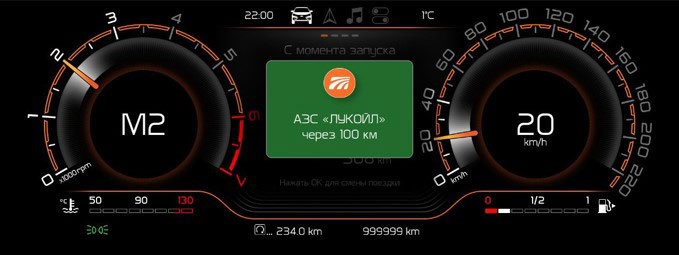 22:00
1°C
С момента запуска
0 1 2 3 4 5 6 7
x1000rpm
M2
АЗС «ЛУКОЙЛ»
через 100 км
km
Нажать ОК для смены поездки
0 20 40 60 80 100 120 140 160 180 200 220
km/h
20
km/h
°C 50 90 130
0 1/2 1
... 234.0 km
999999 km